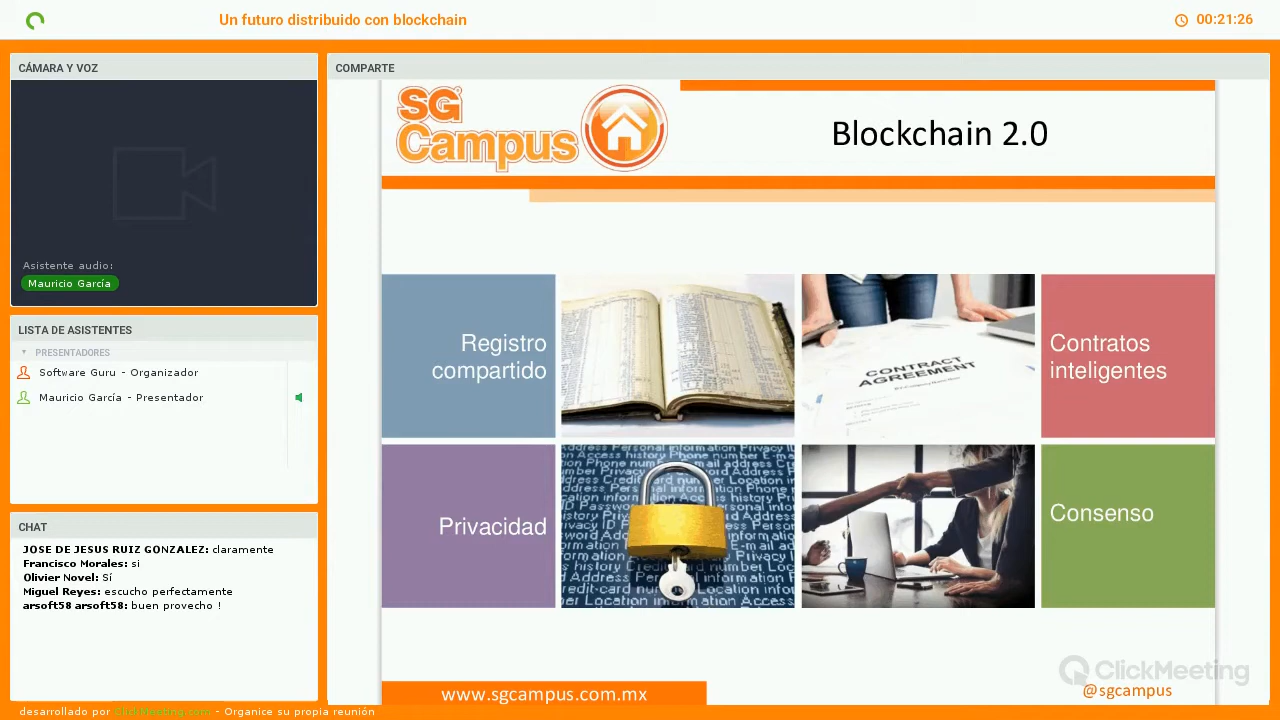 Un futuro distribuido con blockchain
00:21:26
CÁMARA Y VOZ
Asistente audio:
Mauricio García
LISTA DE ASISTENTES
PRESENTADORES
Software Guru - Organizador
Mauricio García - Presentador
CHAT
JOSE DE JESUS RUIZ GONZALEZ: claramente
Francisco Morales: si
Olivier Novel: Sí
Miguel Reyes: escucho perfectamente
arsoft58 arsoft58: buen provecho !
desarrollado por ClickMeeting.com - Organice su propia reunión
COMPARTE
SG
Campus
Blockchain 2.0
Registro
compartido
CONTRACT
AGREEMENT
Contratos
inteligentes
Privacidad
Consenso
ClickMeeting
www.sgcampus.com.mx
@sgcampus